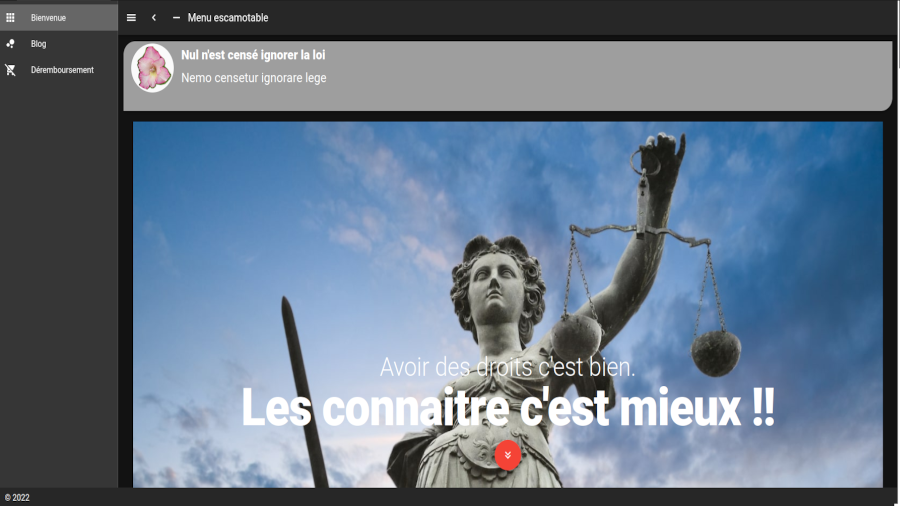 Bienvenue
Blog
Déremboursement
Menu escamotable
Nul n'est censé ignorer la loi
Nemo censetur ignorare lege
Avoir des droits c'est bien.
Les connaitre c'est mieux !!
© 2022